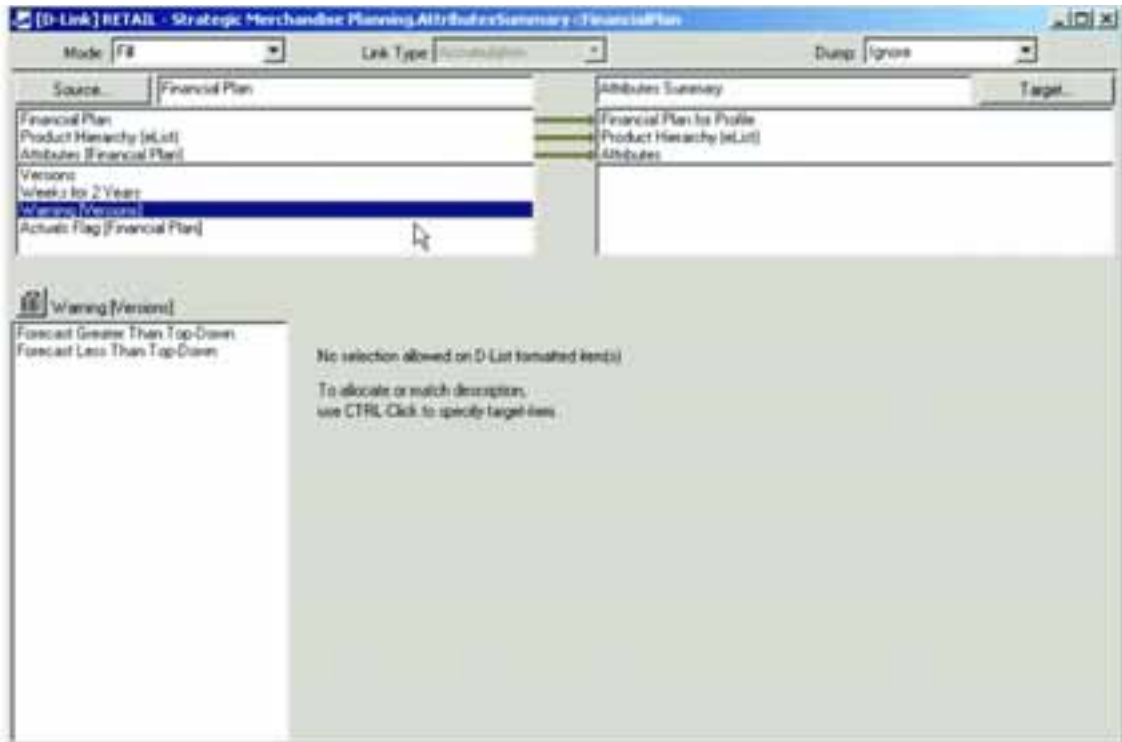 [D-Link] RETAIL - Strategic Merchandise Planning.AttributesSummary<FinancialPlan
Mode: Fill Link Type Accumulation Dump: Ignore
Source... Financial Plan Attributes Summary Target...
Financial Plan Financial Plan for Profile
Product Hierarchy (eList) Product Hierarchy (eList)
Attributes [Financial Plan] Attributes
Versions
Weeks for 2 Years
Warning [Versions]
Actuals Flag [Financial Plan]
Warning [Versions]
Forecast Greater Than Top-Down
Forecast Less Than Top-Down
No selection allowed on D-List formatted item(s)
To allocate or match description,
use CTRL-Click to specify target-item.